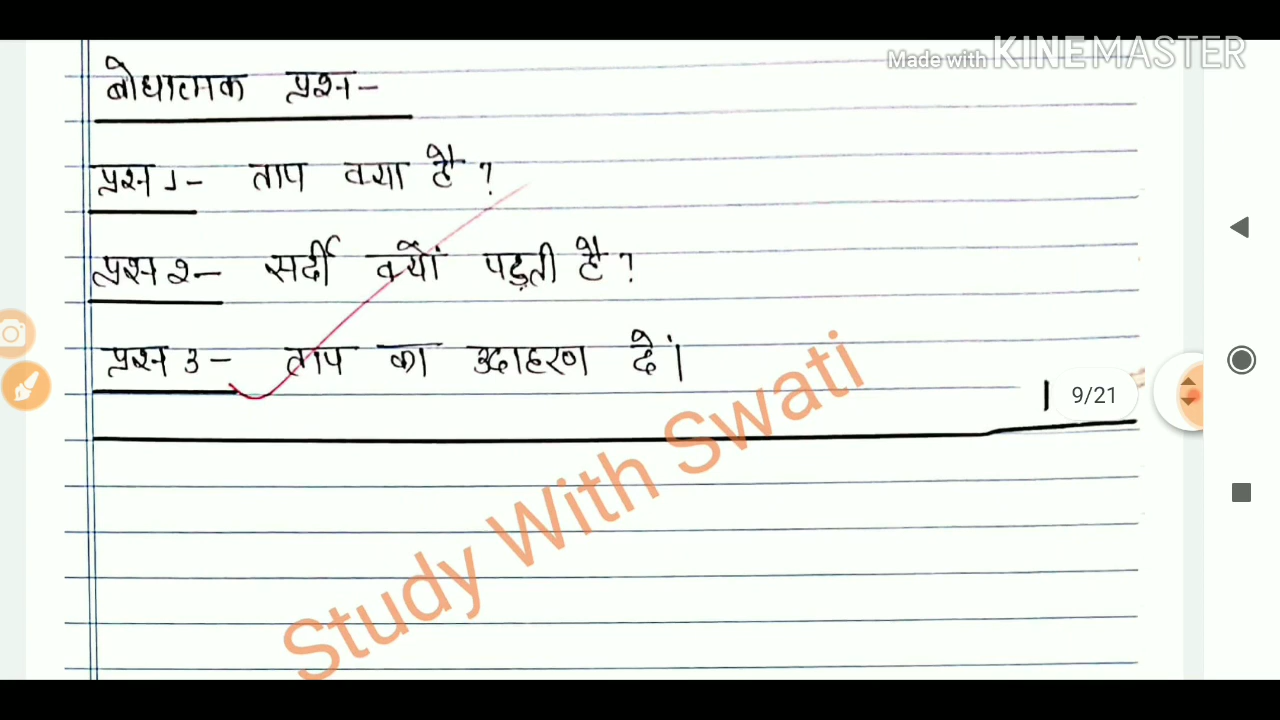 Made with KINEMASTER
बोधात्मक प्रश्न-
प्रश्न 1- ताप क्या है ?
प्रश्न 2- सर्दी क्यों पड़ती है ?
प्रश्न 3- ताप का उदाहरण दें।
9/21
Study With Swati